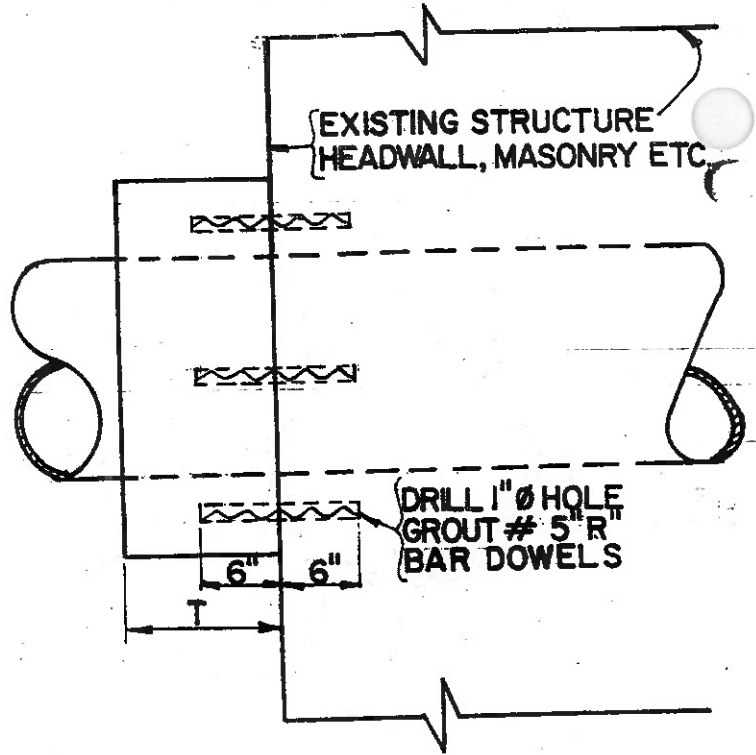 EXISTING STRUCTURE
HEADWALL, MASONRY ETC.
DRILL 1" Ø HOLE
GROUT # 5"R"
BAR DOWELS
6" 6"
T